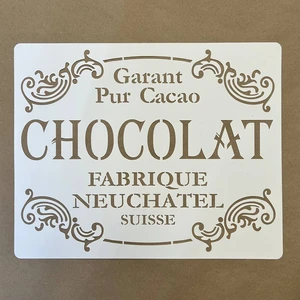 Garant
Pur Cacao
CHOCOLAT
FABRIQUE
NEUCHATEL
SUISSE